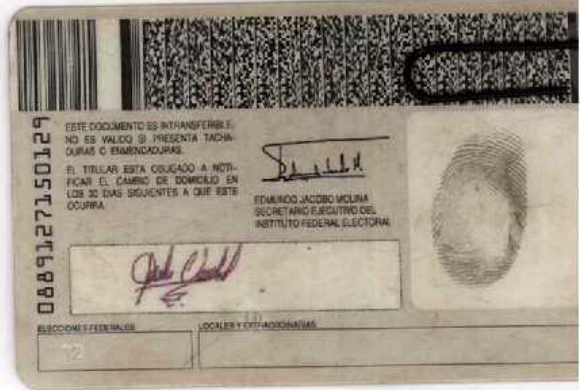 0889127150129
ESTE DOCUMENTO ES INTRANSFERIBLE.
NO ES VALIDO SI PRESENTA TACHA-
DURAS O ENMENDADURAS.
EL TITULAR ESTA OBLIGADO A NOTI-
FICAR EL CAMBIO DE DOMICILIO EN
LOS 30 DIAS SIGUIENTES A QUE ESTE
OCURRA.
EDMUNDO JACOBO MOLINA
SECRETARIO EJECUTIVO DEL
INSTITUTO FEDERAL ELECTORAL
ELECCIONES FEDERALES
LOCALES Y EXTRAORDINARIAS
12